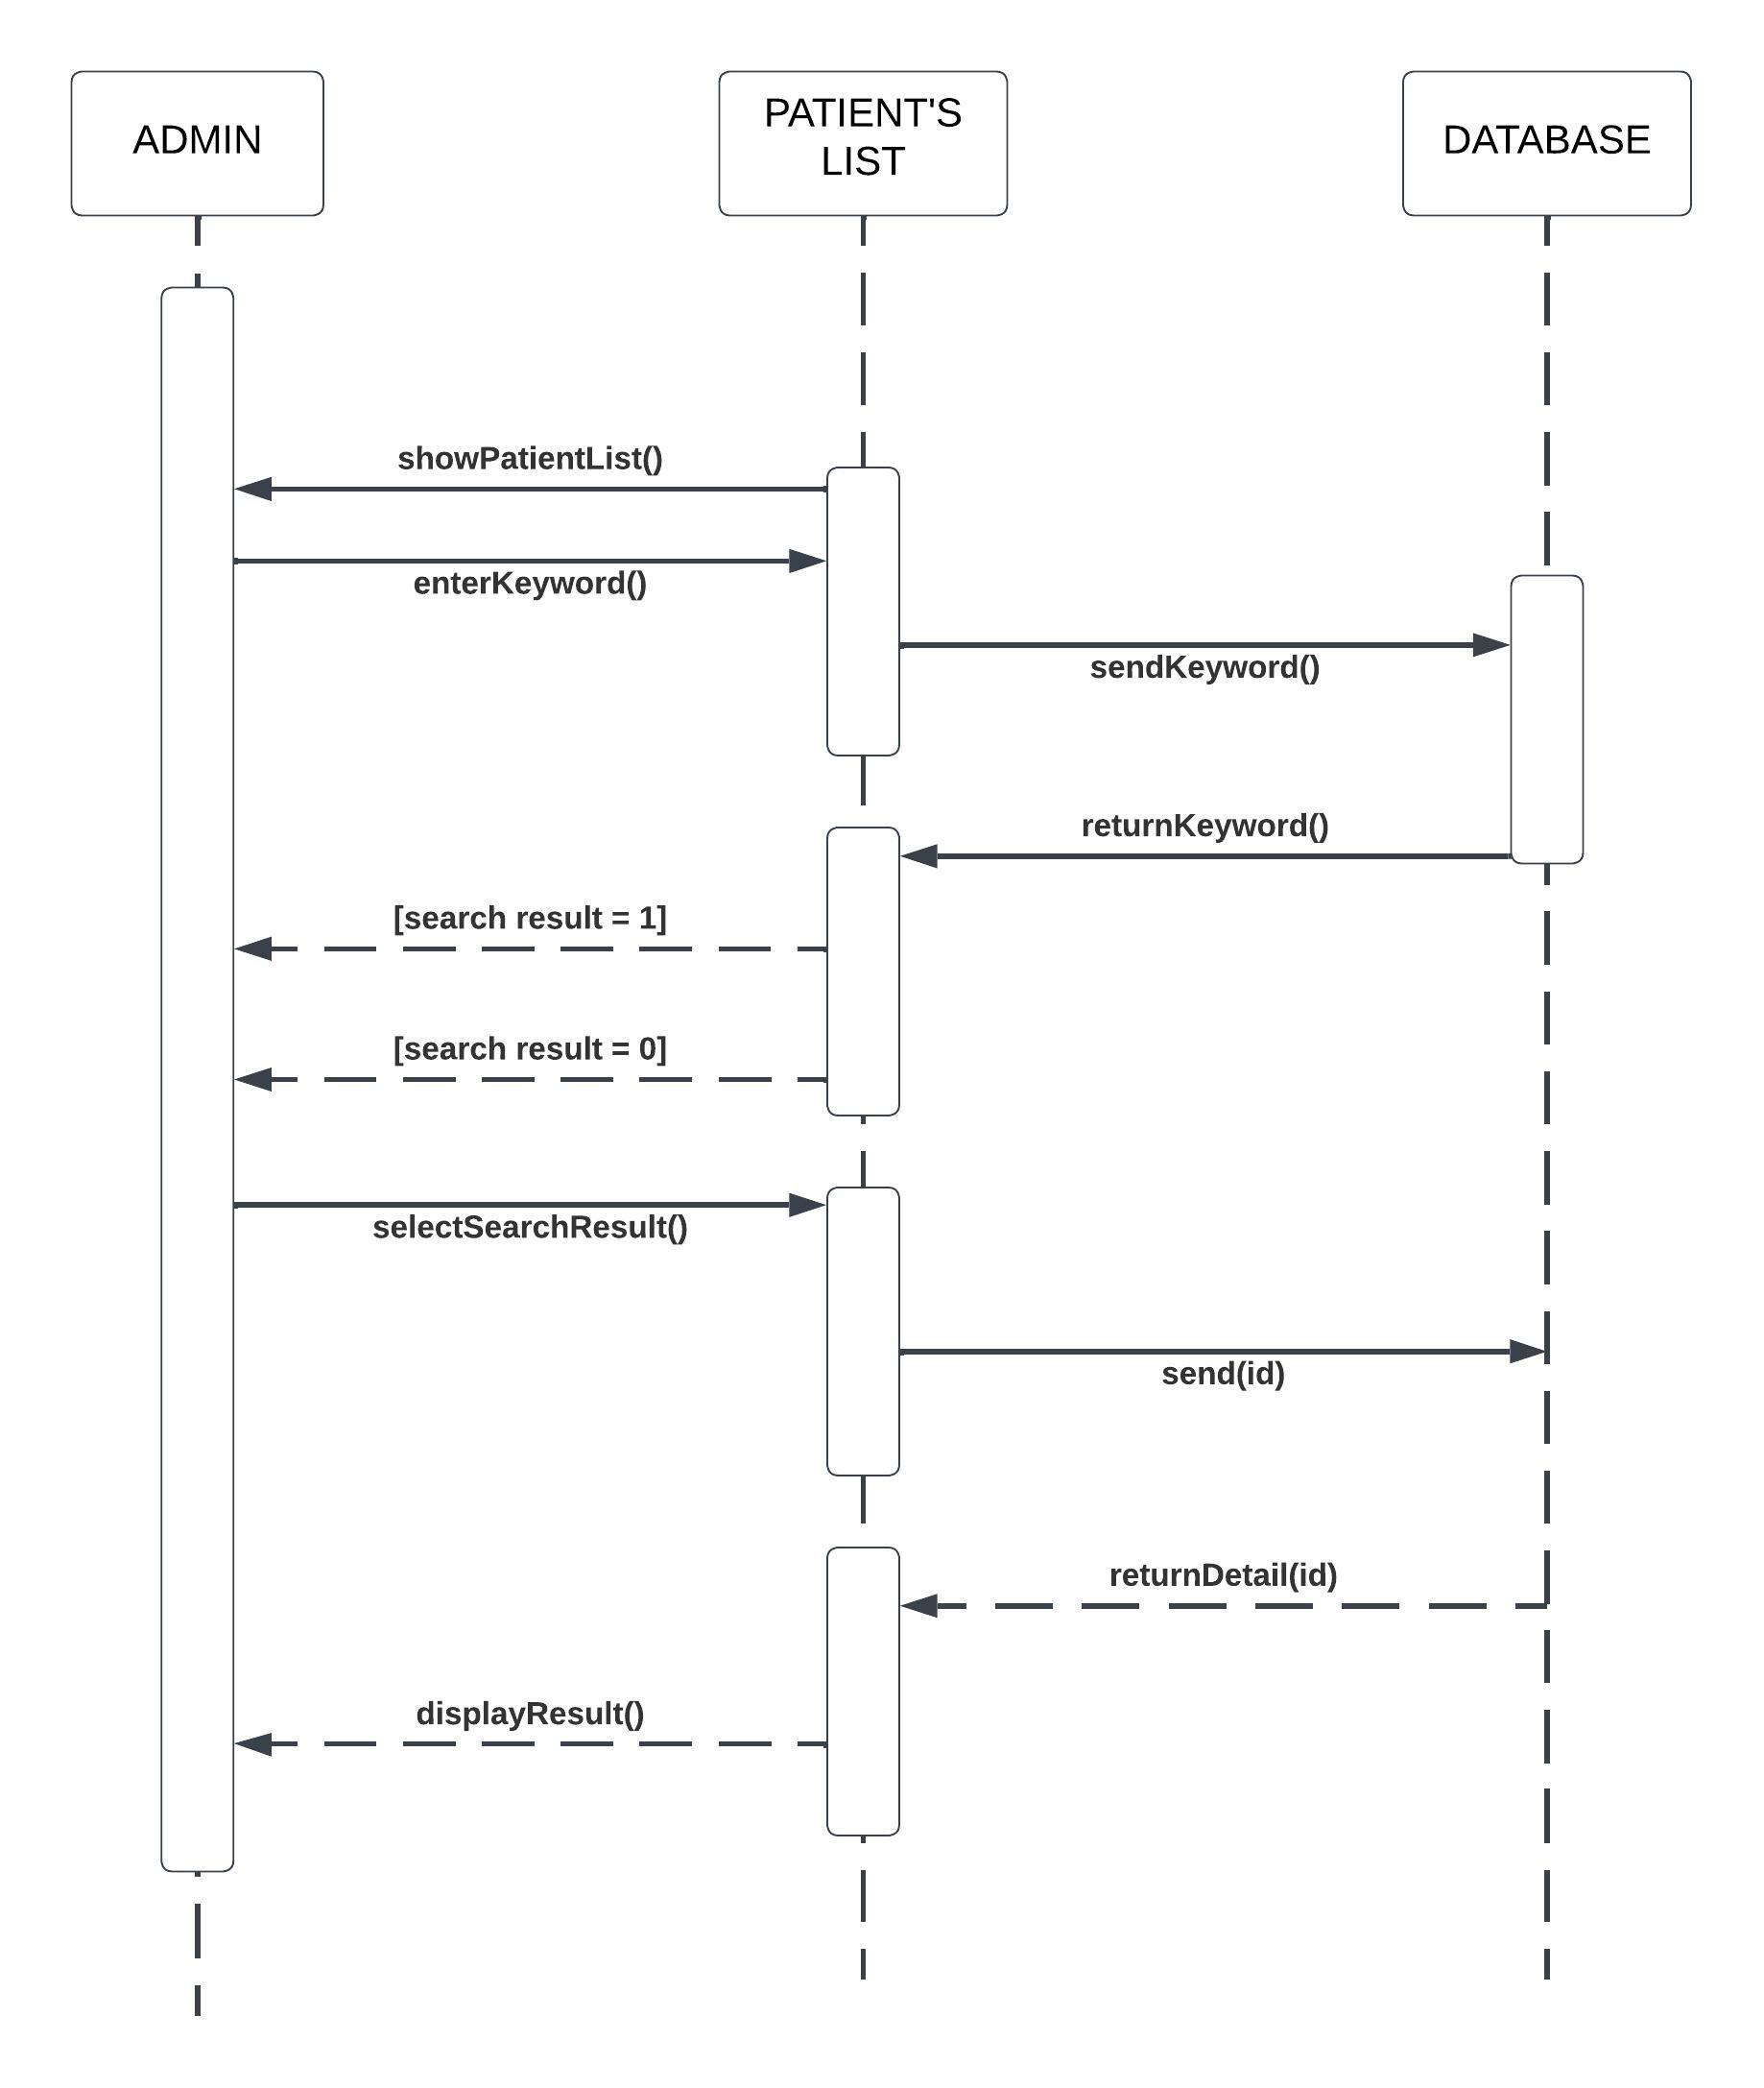 ADMIN
PATIENT'S
LIST
DATABASE
showPatientList()
enterKeyword()
sendKeyword()
returnKeyword()
[search result = 1]
[search result = 0]
selectSearchResult()
send(id)
returnDetail(id)
displayResult()